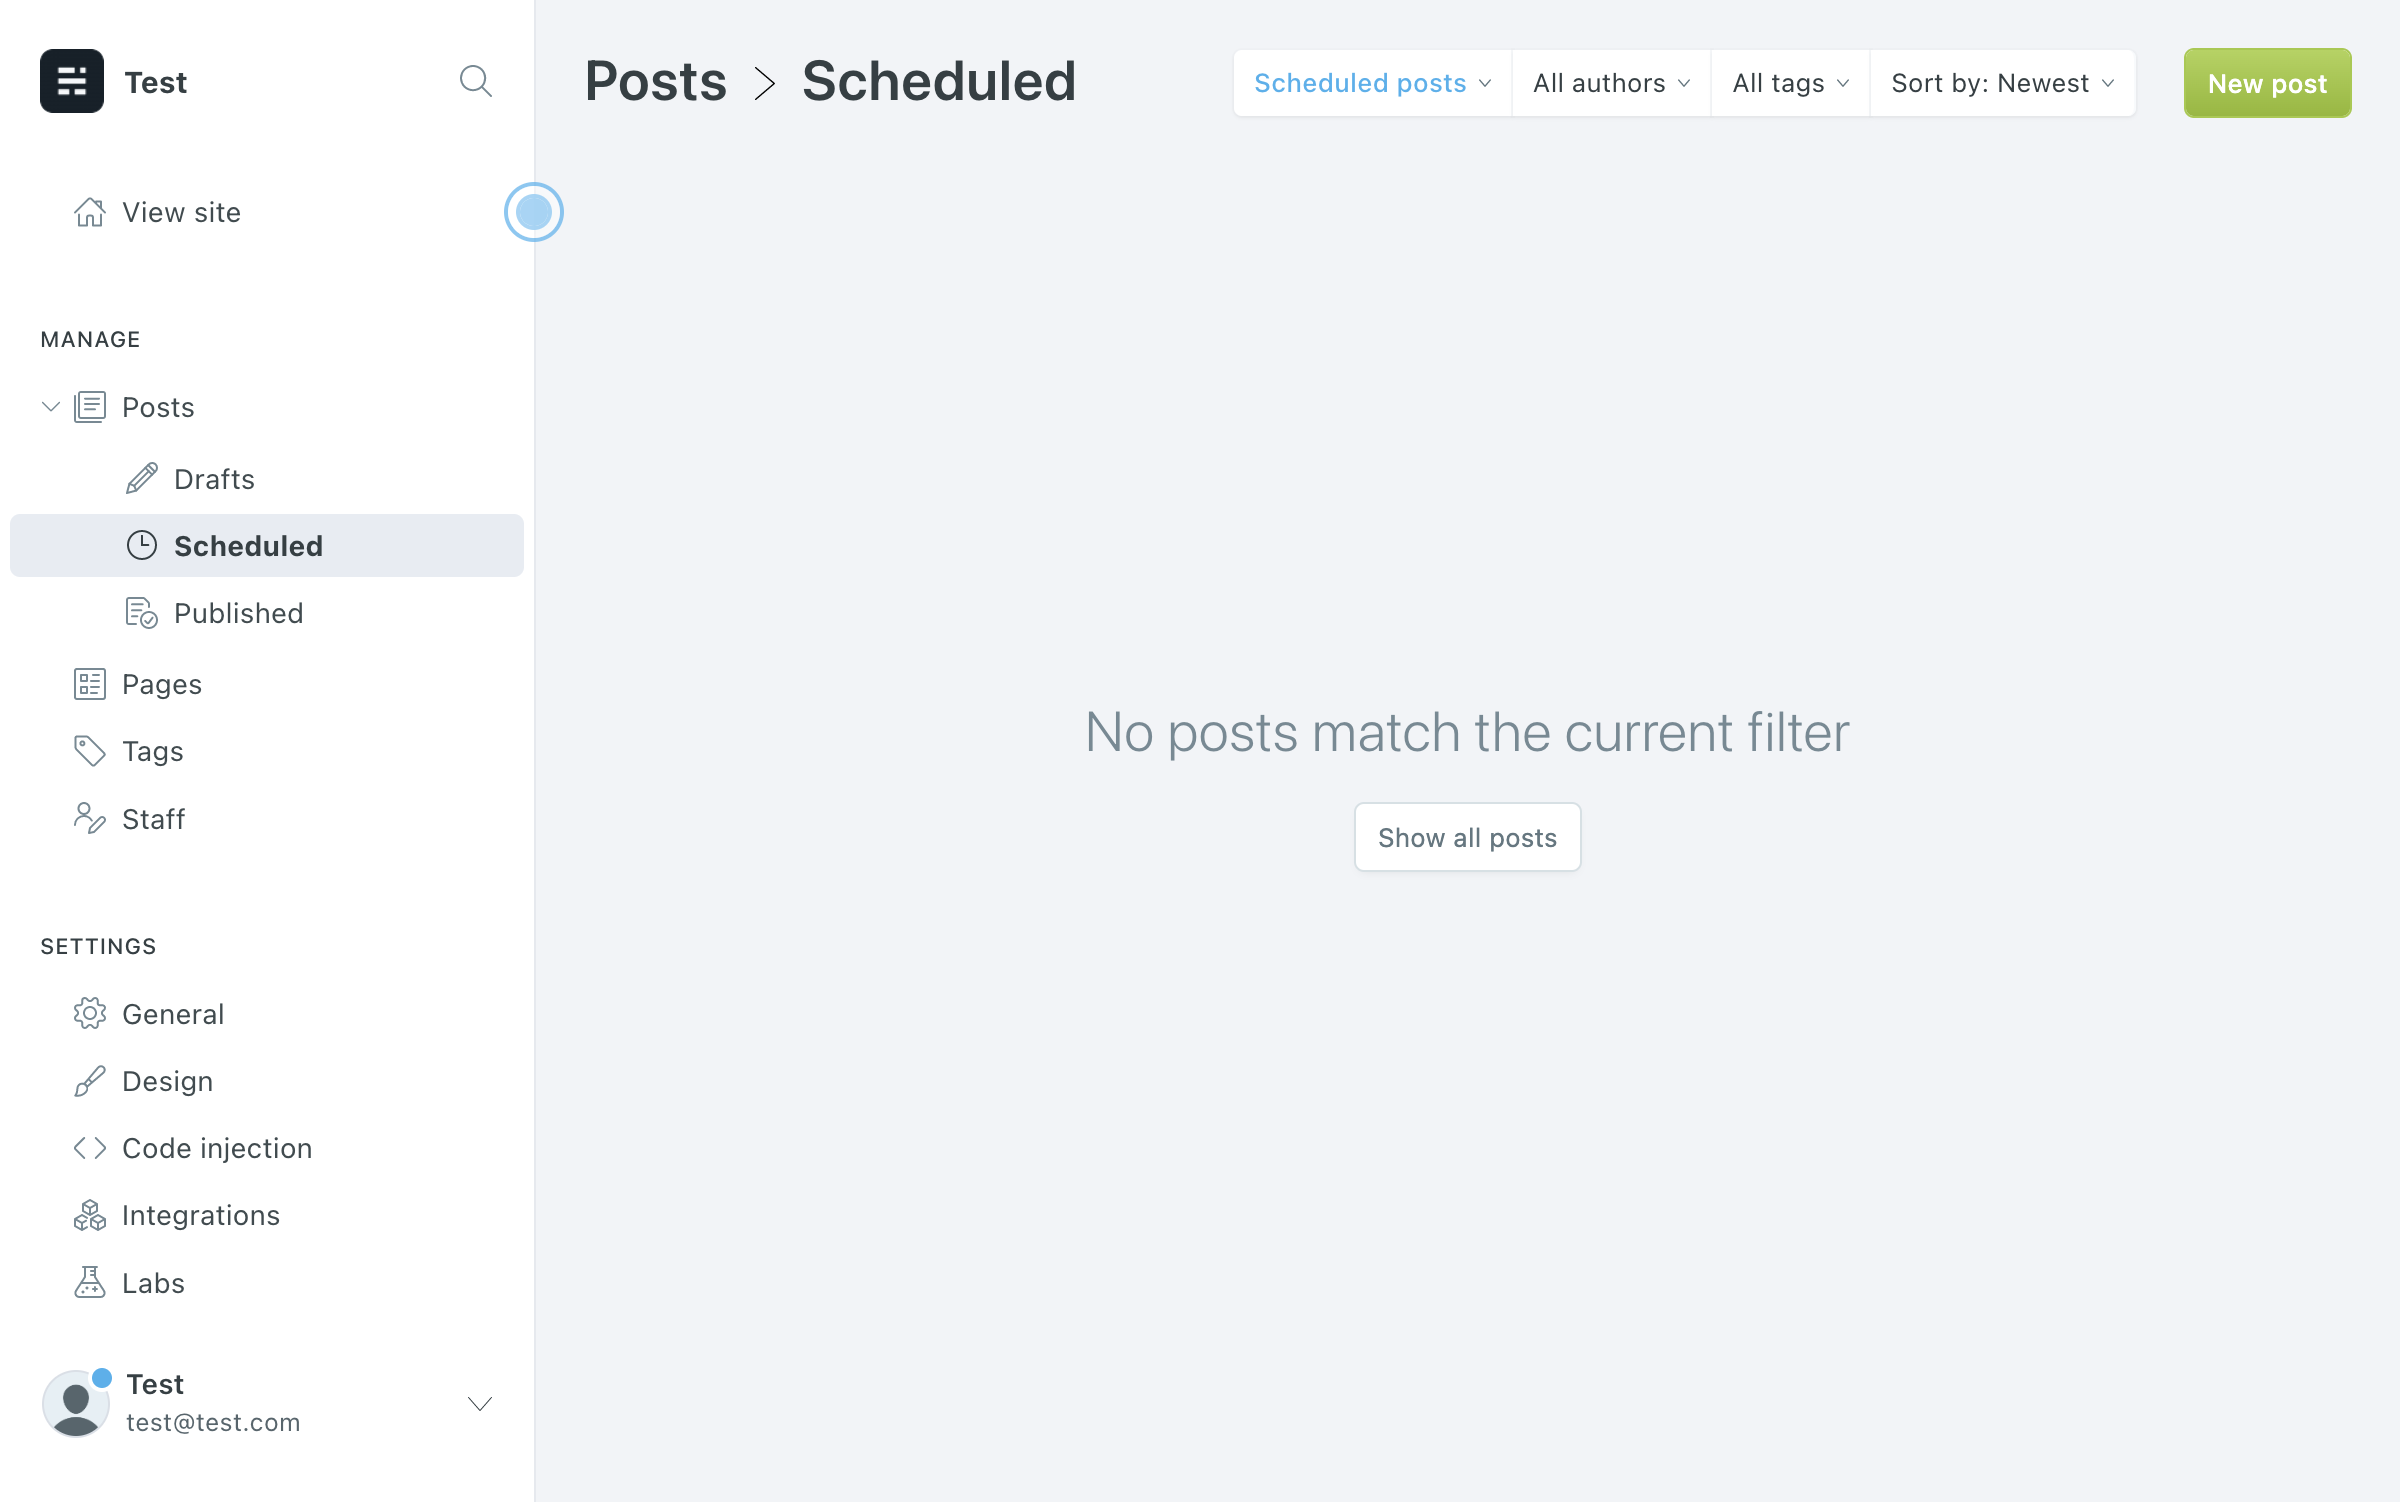 Test
View site
MANAGE
Posts
Drafts
Scheduled
Published
Pages
Tags
Staff
SETTINGS
General
Design
Code injection
Integrations
Labs
Test
test@test.com
Posts > Scheduled
Scheduled posts
All authors
All tags
Sort by: Newest
New post
No posts match the current filter
Show all posts